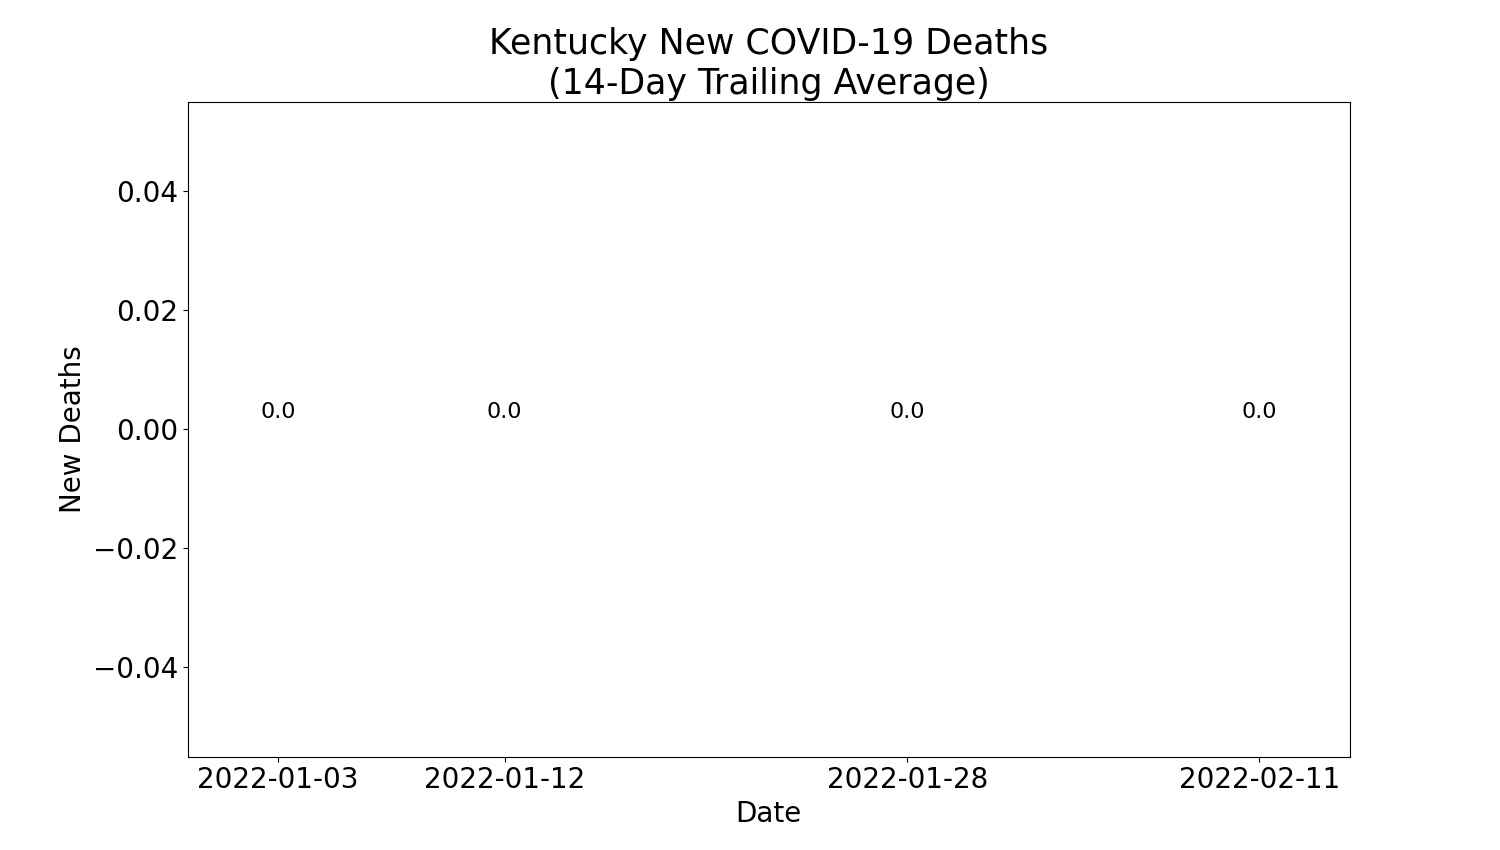 Kentucky New COVID-19 Deaths
(14-Day Trailing Average)
0.04
0.02
0.00
−0.02
−0.04
New Deaths
0.0 0.0 0.0 0.0
2022-01-03 2022-01-12 2022-01-28 2022-02-11
Date